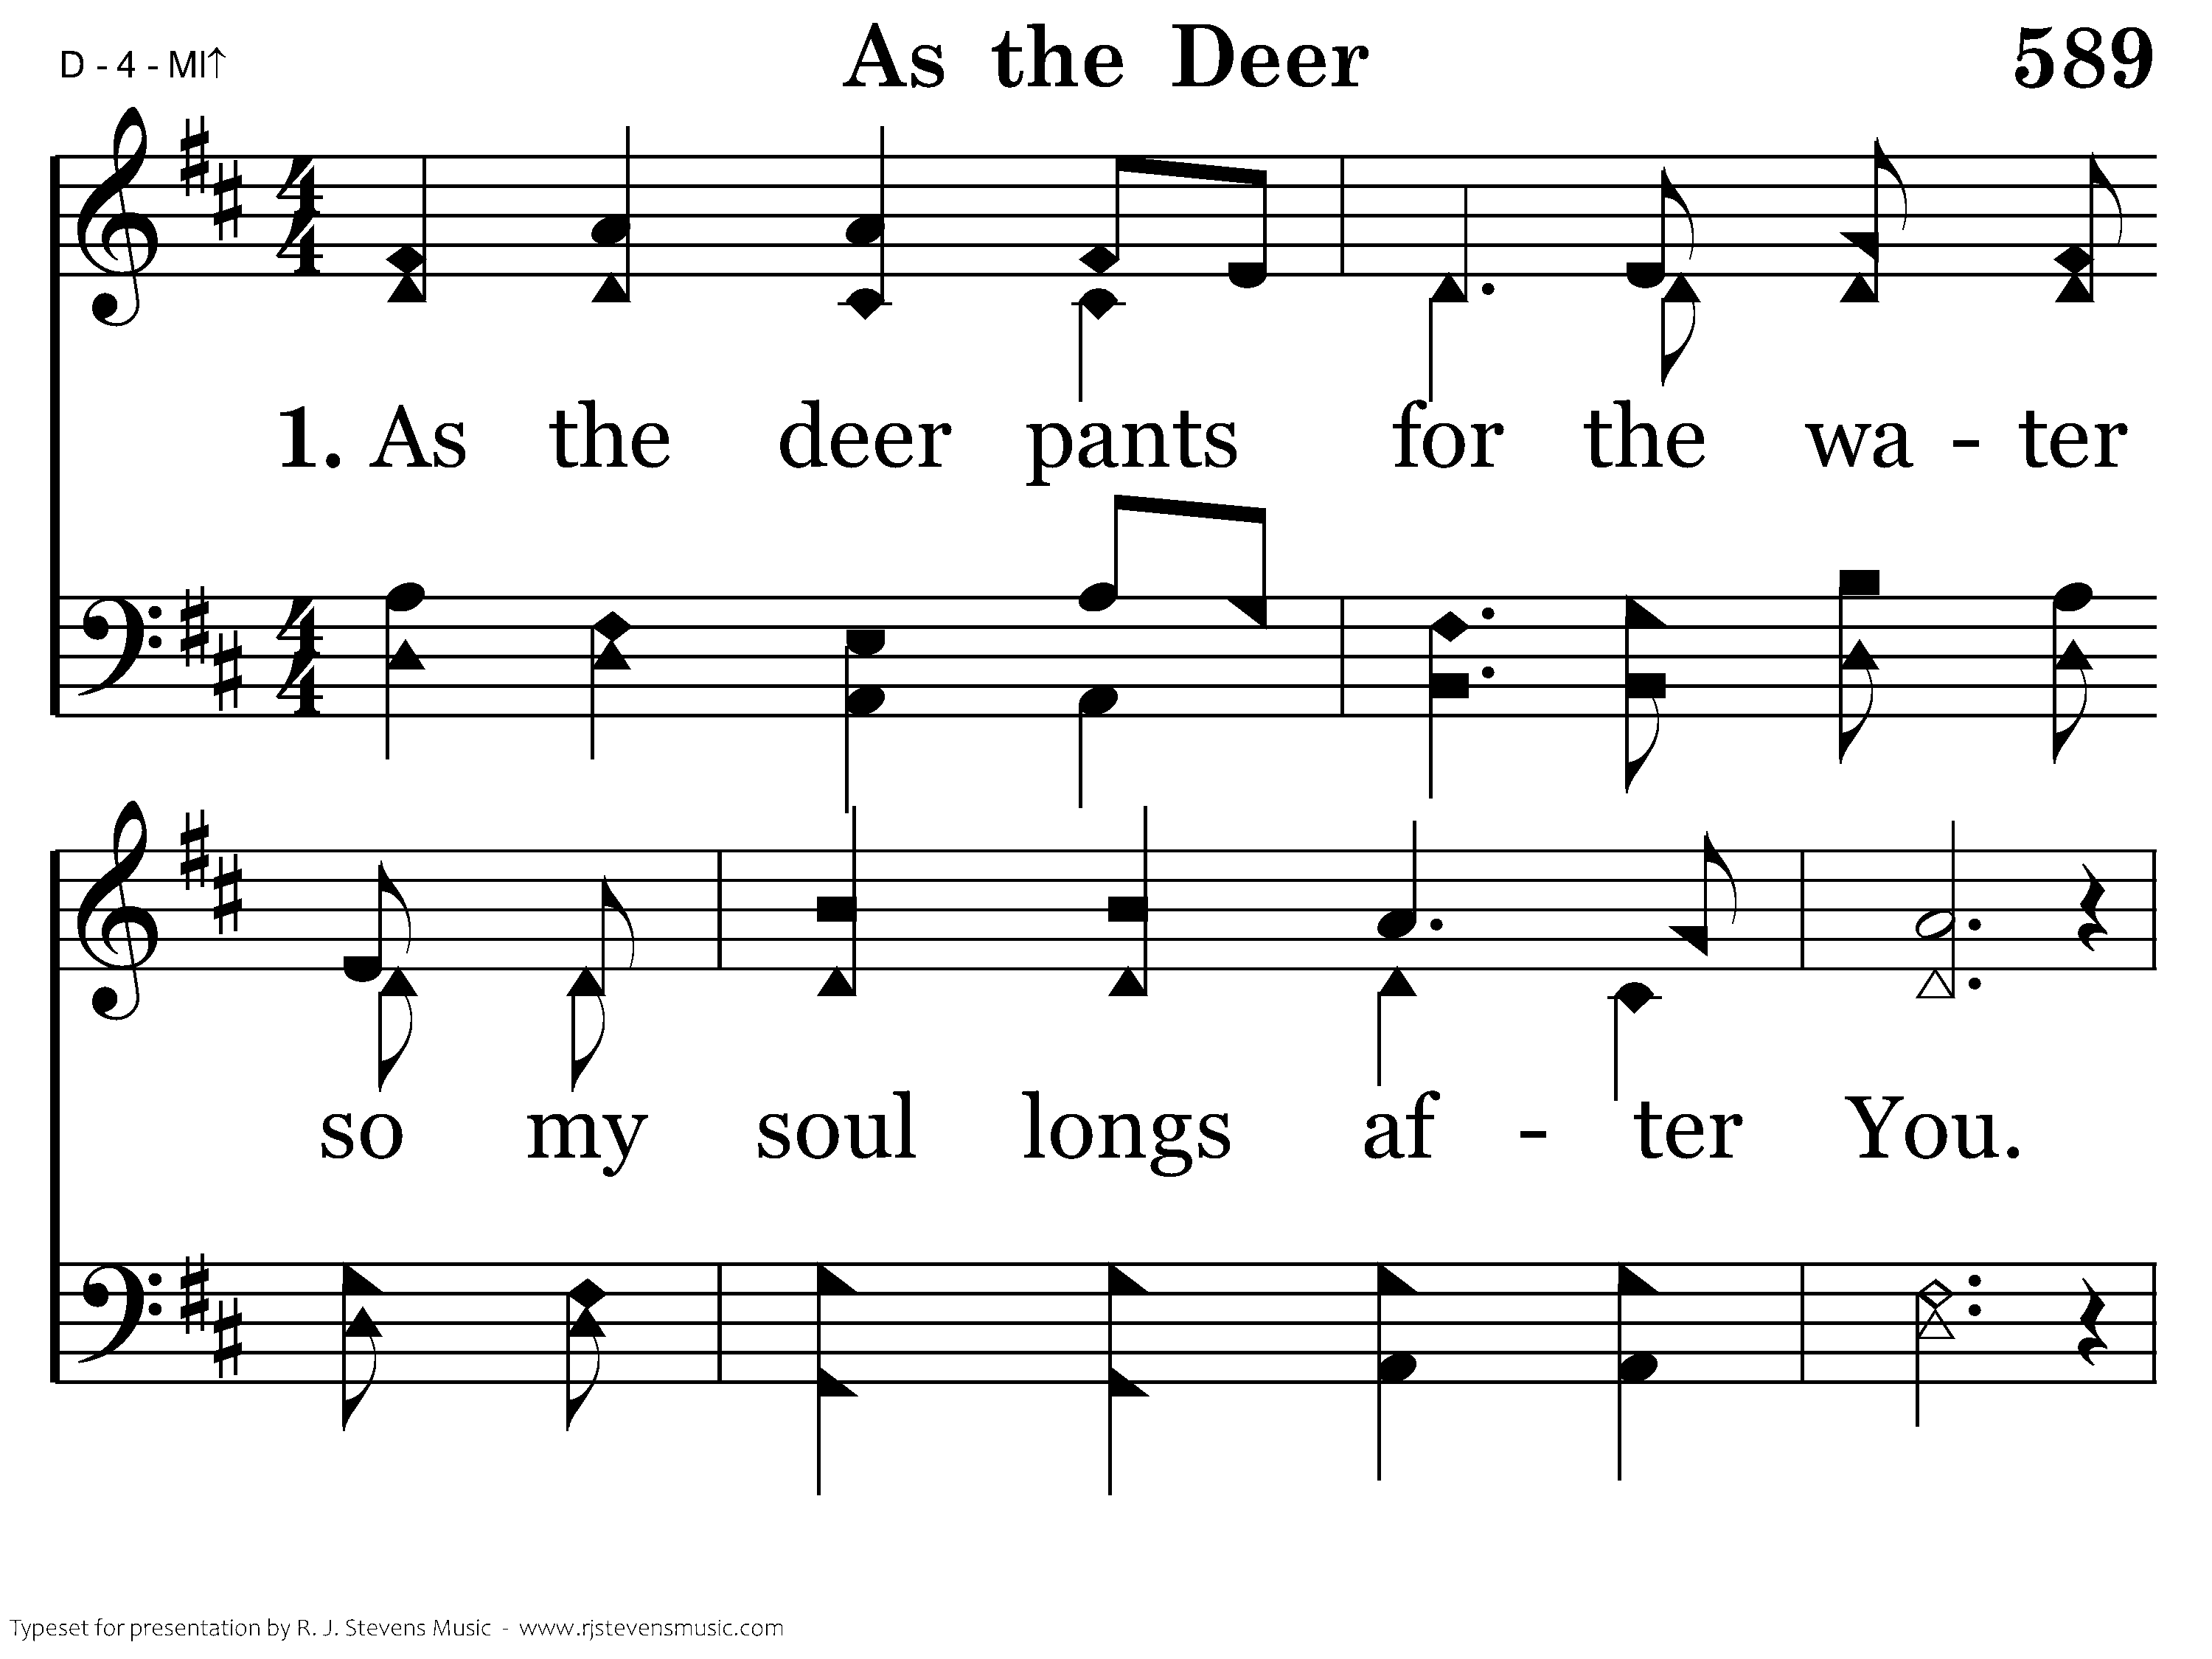 D - 4 - MI↑ As the Deer 589
1. As the deer pants for the wa - ter
so my soul longs af - ter You.
Typeset for presentation by R. J. Stevens Music - www.rjstevensmusic.com